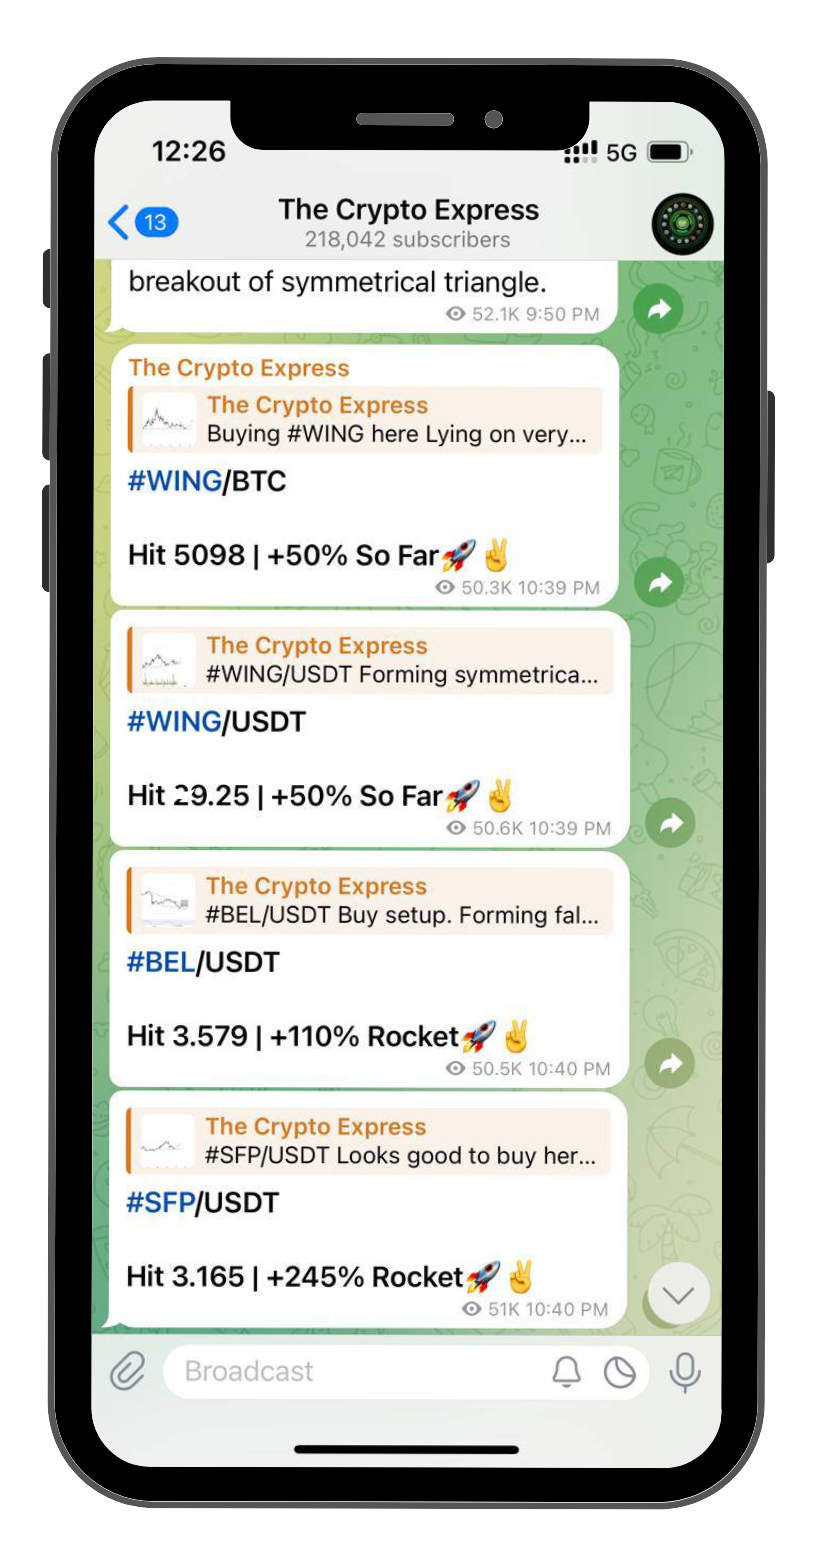 12:26 5G
13 The Crypto Express
218,042 subscribers
breakout of symmetrical triangle.
52.1K 9:50 PM
The Crypto Express
The Crypto Express
Buying #WING here Lying on very...
#WING/BTC
Hit 5098 | +50% So Far🚀✌️
50.3K 10:39 PM
The Crypto Express
#WING/USDT Forming symmetrica...
#WING/USDT
Hit 29.25 | +50% So Far🚀✌️
50.6K 10:39 PM
The Crypto Express
#BEL/USDT Buy setup. Forming fal...
#BEL/USDT
Hit 3.579 | +110% Rocket🚀✌️
50.5K 10:40 PM
The Crypto Express
#SFP/USDT Looks good to buy her...
#SFP/USDT
Hit 3.165 | +245% Rocket🚀✌️
51K 10:40 PM
Broadcast